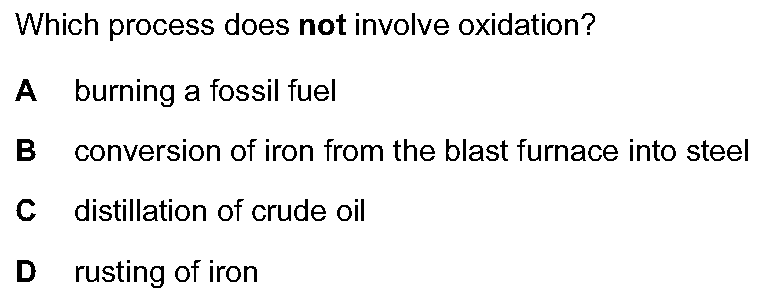 Which process does not involve oxidation?
A burning a fossil fuel
B conversion of iron from the blast furnace into steel
C distillation of crude oil
D rusting of iron